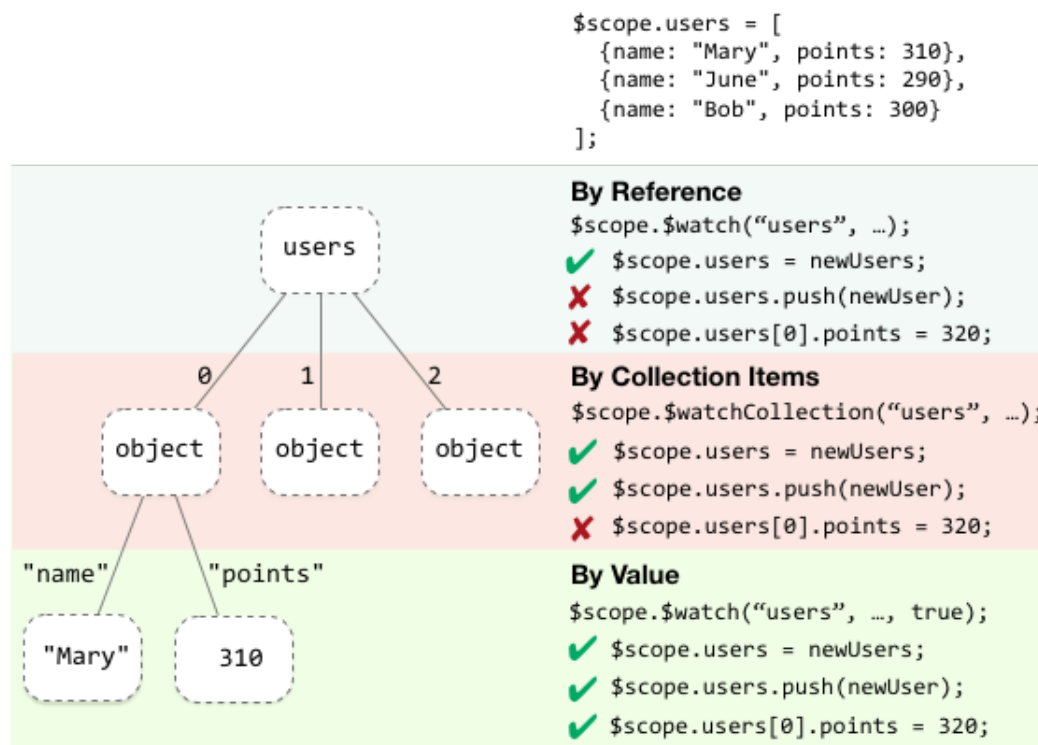 $scope.users = [
{name: "Mary", points: 310},
{name: "June", points: 290},
{name: "Bob", points: 300}
];
users
By Reference
$scope.$watch(“users”, …);
✔ $scope.users = newUsers;
✘ $scope.users.push(newUser);
✘ $scope.users[0].points = 320;
0 1 2
object object object
By Collection Items
$scope.$watchCollection(“users”, …);
✔ $scope.users = newUsers;
✔ $scope.users.push(newUser);
✘ $scope.users[0].points = 320;
"name" "points"
"Mary" 310
By Value
$scope.$watch(“users”, …, true);
✔ $scope.users = newUsers;
✔ $scope.users.push(newUser);
✔ $scope.users[0].points = 320;